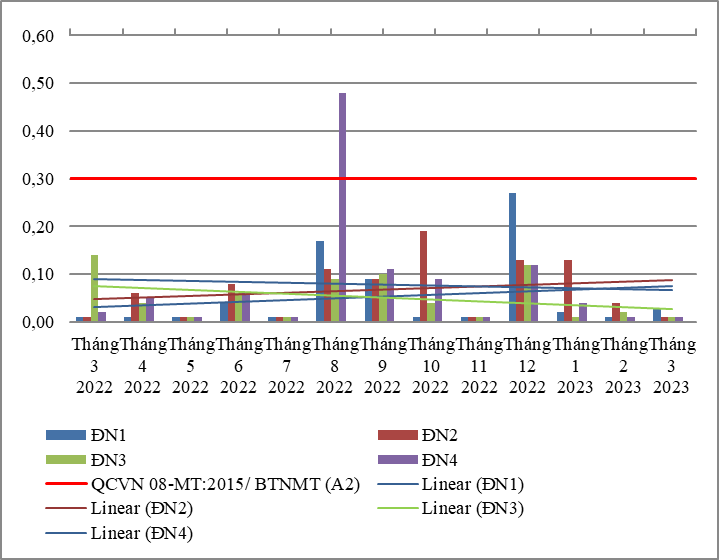 0,60
0,50
0,40
0,30
0,20
0,10
0,00
Tháng Tháng Tháng Tháng Tháng Tháng Tháng Tháng Tháng Tháng Tháng Tháng Tháng
3 4 5 6 7 8 9 10 11 12 1 2 3
2022 2022 2022 2022 2022 2022 2022 2022 2022 2022 2023 2023 2023
ĐN1 ĐN2
ĐN3 ĐN4
QCVN 08-MT:2015/ BTNMT (A2) Linear (ĐN1)
Linear (ĐN2) Linear (ĐN3)
Linear (ĐN4)